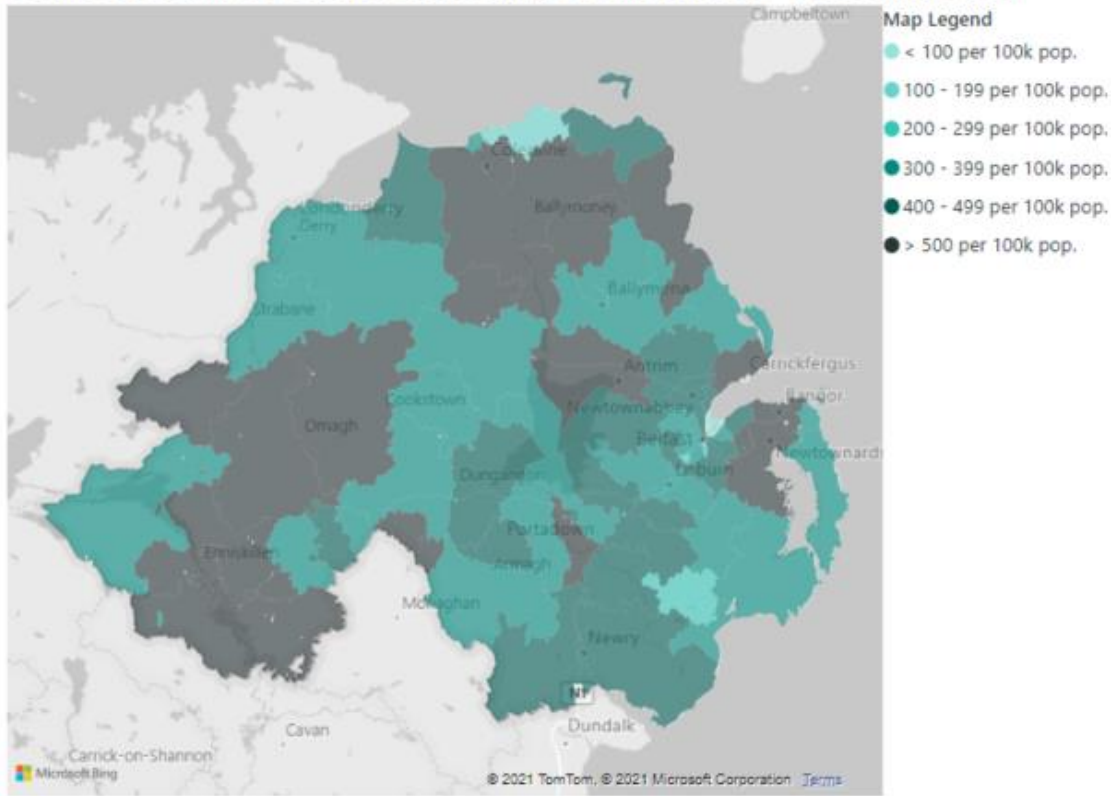 Campbeltown
Map Legend
< 100 per 100k pop.
100 - 199 per 100k pop.
200 - 299 per 100k pop.
300 - 399 per 100k pop.
400 - 499 per 100k pop.
> 500 per 100k pop.
Coleraine
Londonderry
Derry
Ballymoney
Strabane
Ballymena
Antrim
Carrickfergus
Cookstown
Newtownabbey
Bangor
Omagh
Belfast
Newtownards
Dungannon
Lisburn
Portadown
Enniskillen
Armagh
Monaghan
Newry
N1
Dundalk
Cavan
Carrick-on-Shannon
Microsoft Bing
© 2021 TomTom, © 2021 Microsoft Corporation Terms